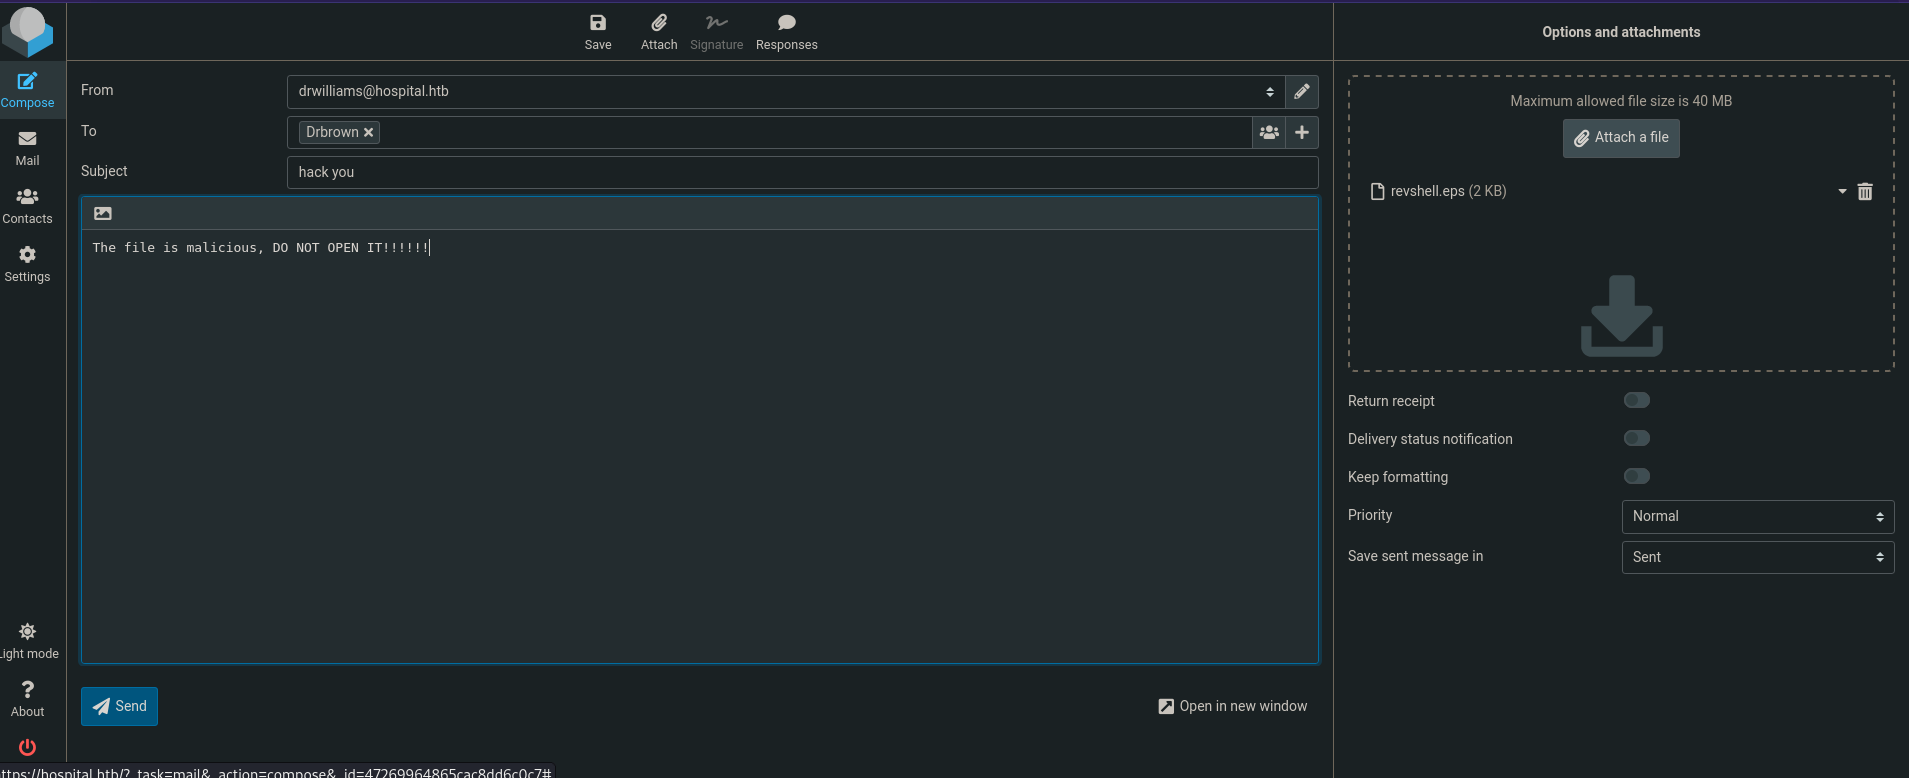 Save
Attach
Signature
Responses
Options and attachments
Compose
Mail
Contacts
Settings
Light mode
About
From
drwilliams@hospital.htb
To
Drbrown
Subject
hack you
The file is malicious, DO NOT OPEN IT!!!!!!
Send
Open in new window
Maximum allowed file size is 40 MB
Attach a file
revshell.eps (2 KB)
Return receipt
Delivery status notification
Keep formatting
Priority
Normal
Save sent message in
Sent
ttps://hospital.htb/?_task=mail&_action=compose&_id=47269964865cac8dd6c0c7#